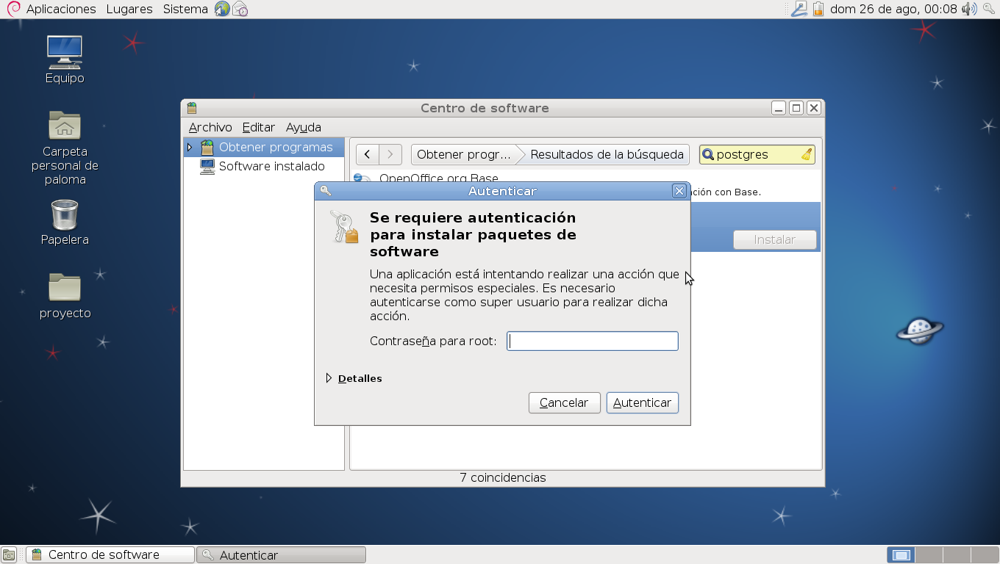 Aplicaciones Lugares Sistema
dom 26 de ago, 00:08
Equipo
Carpeta
personal de
paloma
Papelera
proyecto
Centro de software
Archivo Editar Ayuda
Obtener programas
Software instalado
Obtener progr... Resultados de la búsqueda
postgres
OpenOffice.org Base
ción con Base.
Instalar
Autenticar
Se requiere autenticación
para instalar paquetes de
software
Una aplicación está intentando realizar una acción que
necesita permisos especiales. Es necesario
autenticarse como super usuario para realizar dicha
acción.
Contraseña para root:
Detalles
Cancelar Autenticar
7 coincidencias
Centro de software
Autenticar